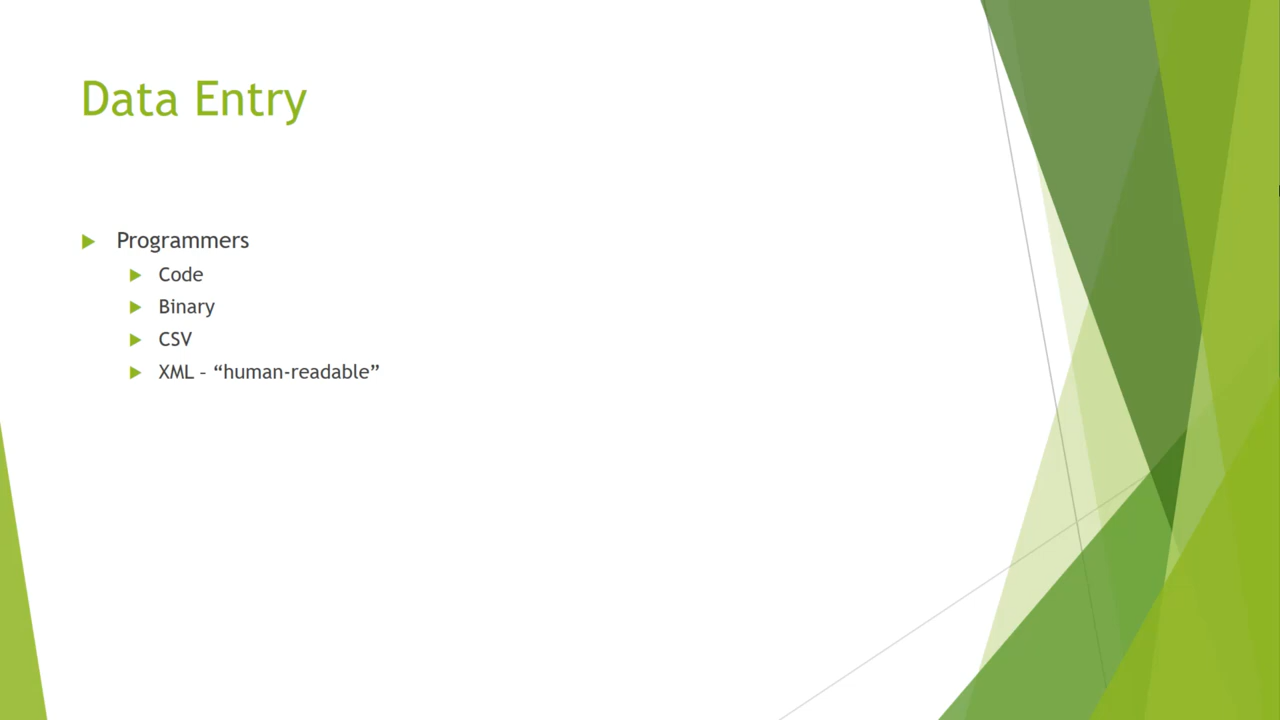 Data Entry
Programmers
Code
Binary
CSV
XML – “human-readable”